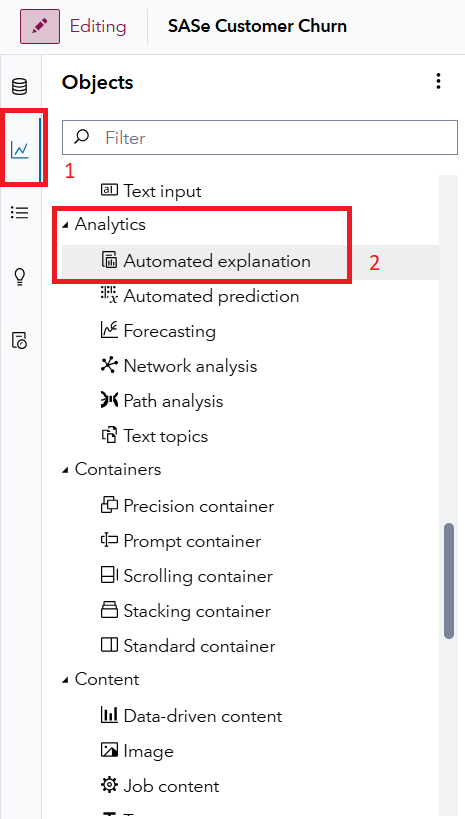 Editing SASe Customer Churn
Objects
Filter
1
Text input
Analytics
Automated explanation
2
Automated prediction
Forecasting
Network analysis
Path analysis
Text topics
Containers
Precision container
Prompt container
Scrolling container
Stacking container
Standard container
Content
Data-driven content
Image
Job content